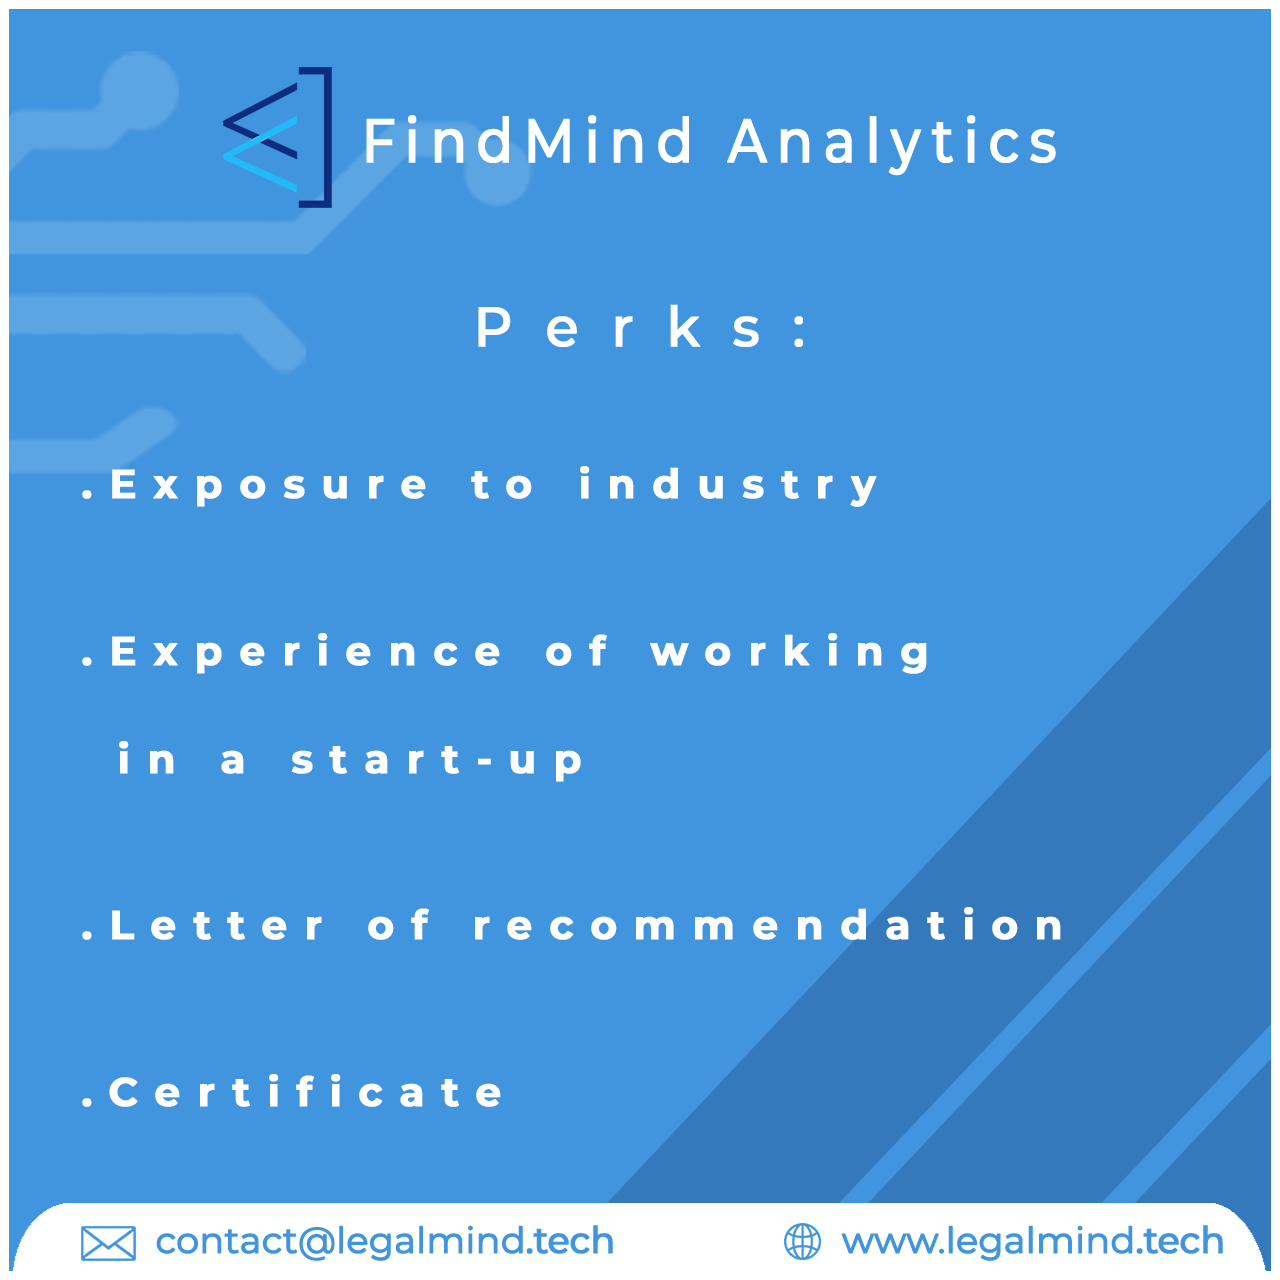 FindMind Analytics
Perks:
.Exposure to industry
.Experience of working
in a start-up
.Letter of recommendation
.Certificate
contact@legalmind.tech
www.legalmind.tech